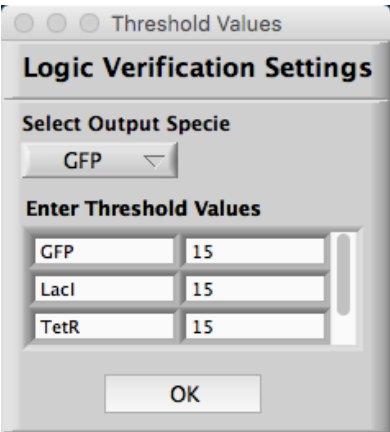 Threshold Values
Logic Verification Settings
Select Output Specie
GFP
Enter Threshold Values
GFP 15
LacI 15
TetR 15
OK